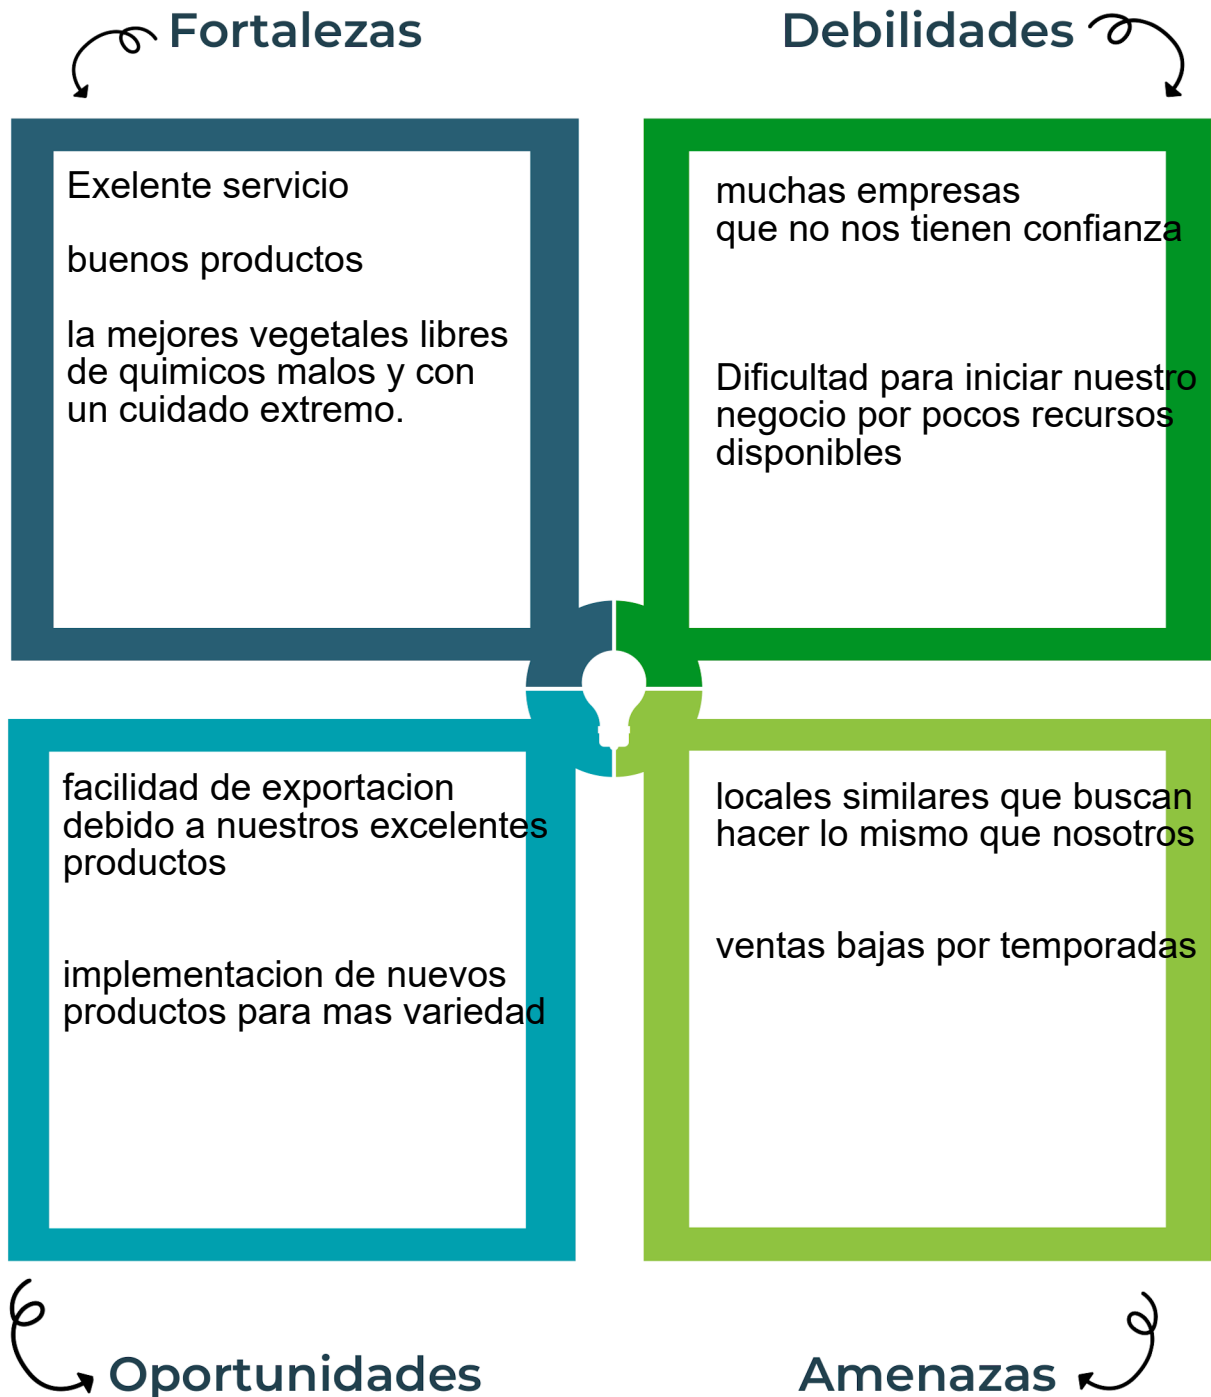 Fortalezas
Exelente servicio
buenos productos
la mejores vegetales libres
de quimicos malos y con
un cuidado extremo.
Debilidades
muchas empresas
que no nos tienen confianza
Dificultad para iniciar nuestro
negocio por pocos recursos
disponibles
facilidad de exportacion
debido a nuestros excelentes
productos
implementacion de nuevos
productos para mas variedad
Oportunidades
locales similares que buscan
hacer lo mismo que nosotros
ventas bajas por temporadas
Amenazas